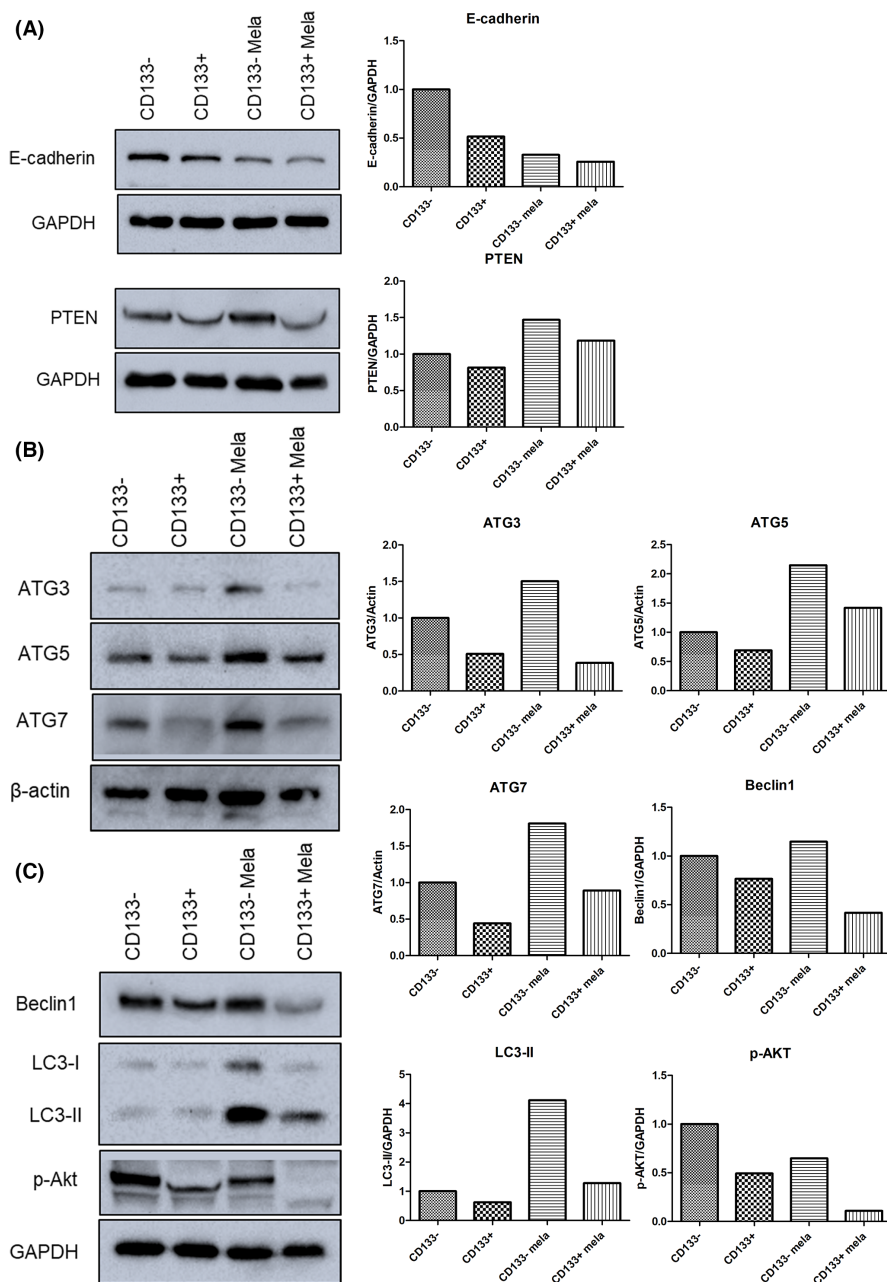 (A)
CD133-
CD133+
CD133- Mela
CD133+ Mela
E-cadherin
GAPDH
PTEN
GAPDH
E-cadherin
E-cadherin/GAPDH
1.5
1.0
0.5
0.0
CD133-
CD133+
CD133- mela
CD133+ mela
PTEN
PTEN/GAPDH
2.0
1.5
1.0
0.5
0.0
CD133-
CD133+
CD133- mela
CD133+ mela
(B)
CD133-
CD133+
CD133- Mela
CD133+ Mela
ATG3
ATG5
ATG7
β-actin
ATG3
ATG3/Actin
2.0
1.5
1.0
0.5
0.0
CD133-
CD133+
CD133- mela
CD133+ mela
ATG5
ATG5/Actin
2.5
2.0
1.5
1.0
0.5
0.0
CD133-
CD133+
CD133- mela
CD133+ mela
ATG7
ATG7/Actin
2.0
1.5
1.0
0.5
0.0
CD133-
CD133+
CD133- mela
CD133+ mela
Beclin1
Beclin1/GAPDH
1.5
1.0
0.5
0.0
CD133-
CD133+
CD133- mela
CD133+ mela
(C)
CD133-
CD133+
CD133- Mela
CD133+ Mela
Beclin1
LC3-I
LC3-II
p-Akt
GAPDH
LC3-II
LC3-II/GAPDH
5
4
3
2
1
0
CD133-
CD133+
CD133- mela
CD133+ mela
p-AKT
p-AKT/GAPDH
1.5
1.0
0.5
0.0
CD133-
CD133+
CD133- mela
CD133+ mela